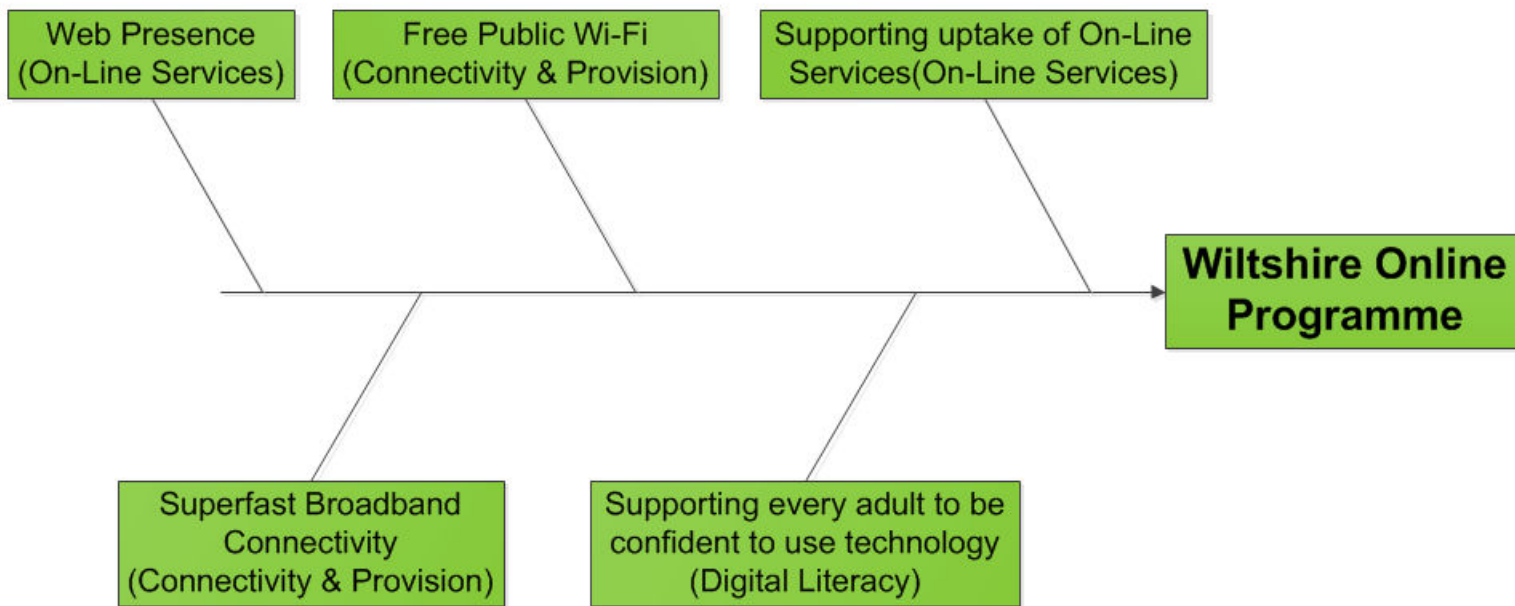 Web Presence
(On-Line Services)
Free Public Wi-Fi
(Connectivity & Provision)
Supporting uptake of On-Line
Services(On-Line Services)
Wiltshire Online
Programme
Superfast Broadband
Connectivity
(Connectivity & Provision)
Supporting every adult to be
confident to use technology
(Digital Literacy)